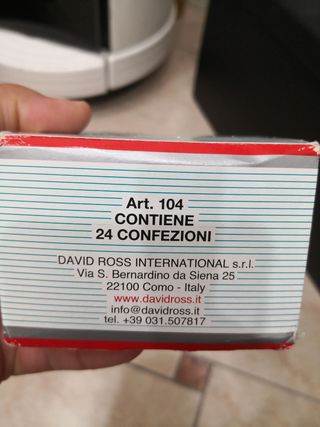 Art. 104
CONTIENE
24 CONFEZIONI
DAVID ROSS INTERNATIONAL s.r.l.
Via S. Bernardino da Siena 25
22100 Como - Italy
www.davidross.it
info@davidross.it
tel. +39 031.507817